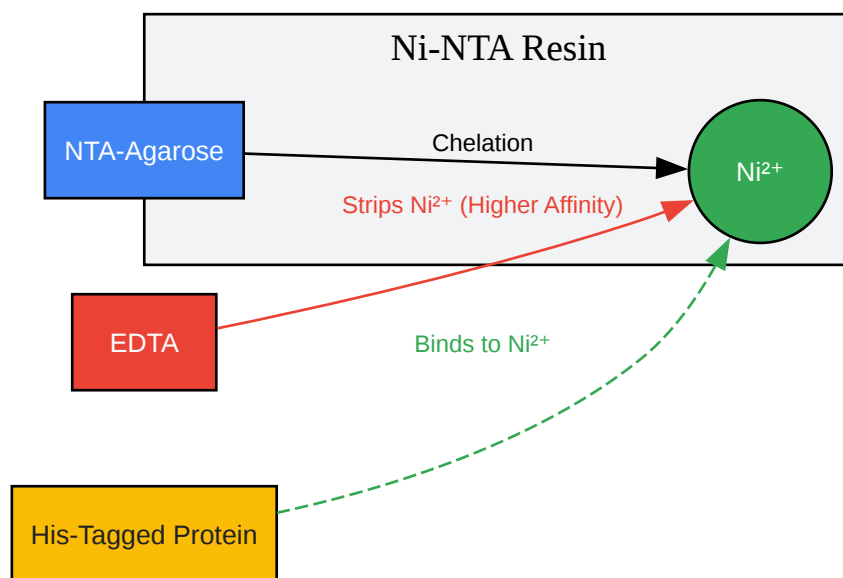 Ni-NTA Resin
NTA-Agarose
Chelation
Ni²⁺
Strips Ni²⁺ (Higher Affinity)
EDTA
Binds to Ni²⁺
His-Tagged Protein